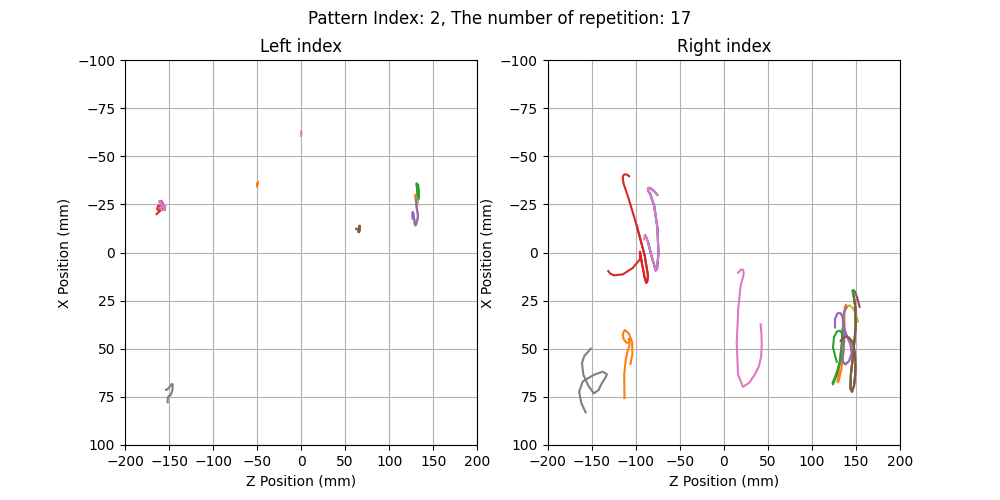 Pattern Index: 2, The number of repetition: 17
Left index
Right index
−100
−75
−50
−25
0
25
50
75
100
X Position (mm)
−200 −150 −100 −50 0 50 100 150 200
Z Position (mm)
−100
−75
−50
−25
0
25
50
75
100
X Position (mm)
−200 −150 −100 −50 0 50 100 150 200
Z Position (mm)